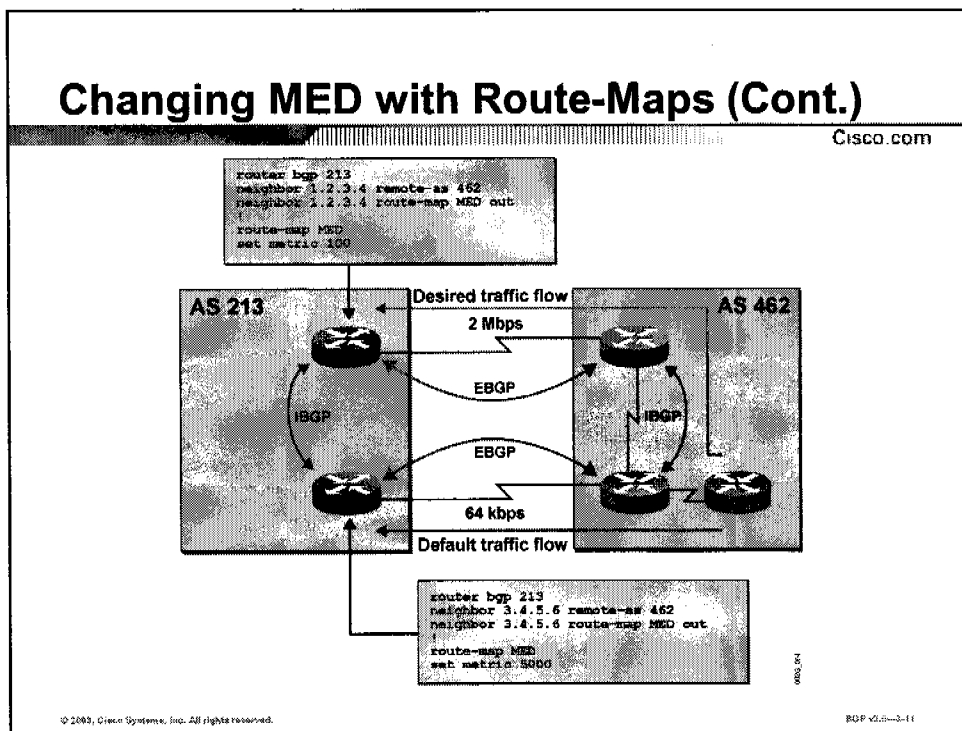 Changing MED with Route-Maps (Cont.)
Cisco.com
router bgp 213
neighbor 1.2.3.4 remote-as 462
neighbor 1.2.3.4 route-map MED out
!
route-map MED
set metric 100
AS 213
Desired traffic flow
AS 462
2 Mbps
EBGP
IBGP
IBGP
EBGP
64 kbps
Default traffic flow
router bgp 213
neighbor 3.4.5.6 remote-as 462
neighbor 3.4.5.6 route-map MED out
!
route-map MED
set metric 5000
© 2003, Cisco Systems, Inc. All rights reserved.